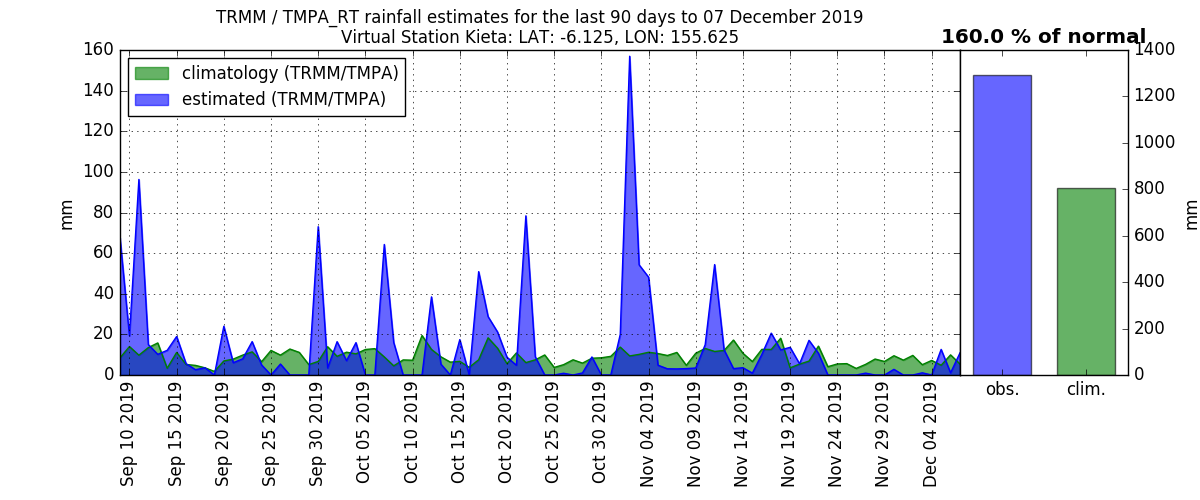 TRMM / TMPA_RT rainfall estimates for the last 90 days to 07 December 2019
Virtual Station Kieta: LAT: -6.125, LON: 155.625
160.0 % of normal
climatology (TRMM/TMPA)
estimated (TRMM/TMPA)
mm
160
140
120
100
80
60
40
20
0
Sep 10 2019
Sep 15 2019
Sep 20 2019
Sep 25 2019
Sep 30 2019
Oct 05 2019
Oct 10 2019
Oct 15 2019
Oct 20 2019
Oct 25 2019
Oct 30 2019
Nov 04 2019
Nov 09 2019
Nov 14 2019
Nov 19 2019
Nov 24 2019
Nov 29 2019
Dec 04 2019
obs.
clim.
1400
1200
1000
800
600
400
200
0
mm